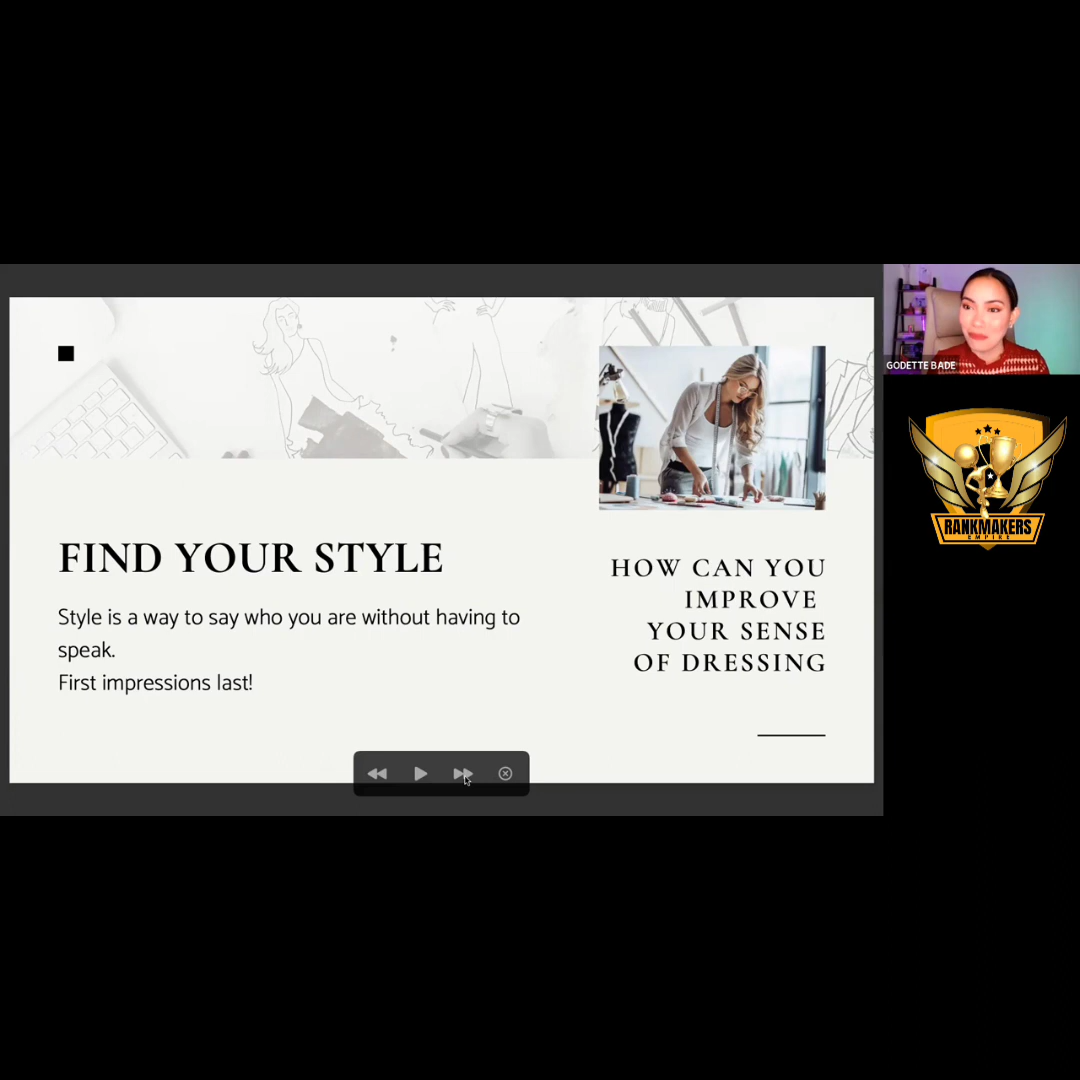 FIND YOUR STYLE
Style is a way to say who you are without having to
speak.
First impressions last!
HOW CAN YOU
IMPROVE
YOUR SENSE
OF DRESSING
GODETTE BADE
RANKMAKERS
EMPIRE